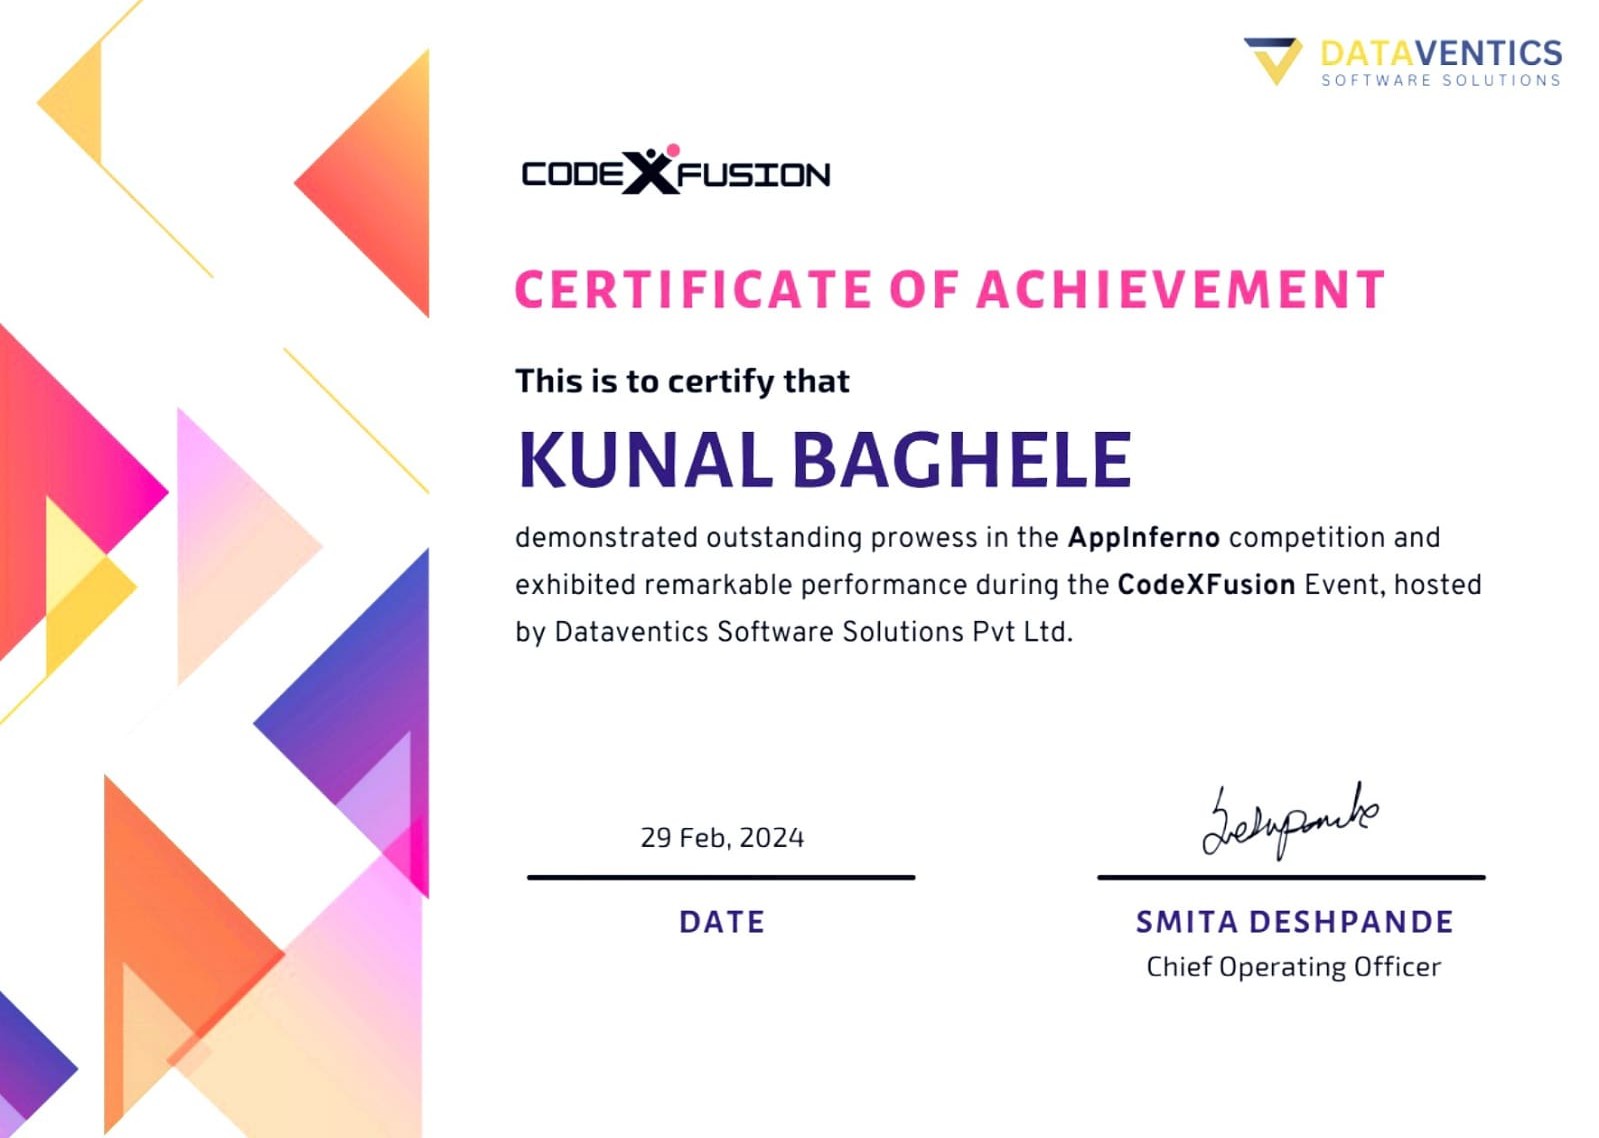 DATAVENTICS
SOFTWARE SOLUTIONS
CODEXFUSION
CERTIFICATE OF ACHIEVEMENT
This is to certify that
KUNAL BAGHELE
demonstrated outstanding prowess in the AppInferno competition and
exhibited remarkable performance during the CodeXFusion Event, hosted
by Dataventics Software Solutions Pvt Ltd.
29 Feb, 2024
DATE
SDeshpande
SMITA DESHPANDE
Chief Operating Officer